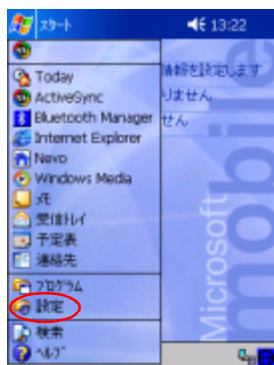 スタート
13:22
Today
ActiveSync
Bluetooth Manager
Internet Explorer
Nevo
Windows Media
メモ
受信トレイ
予定表
連絡先
プログラム
設定
検索
ヘルプ
情報を設定します
りません
せん
Microsoft
mobile